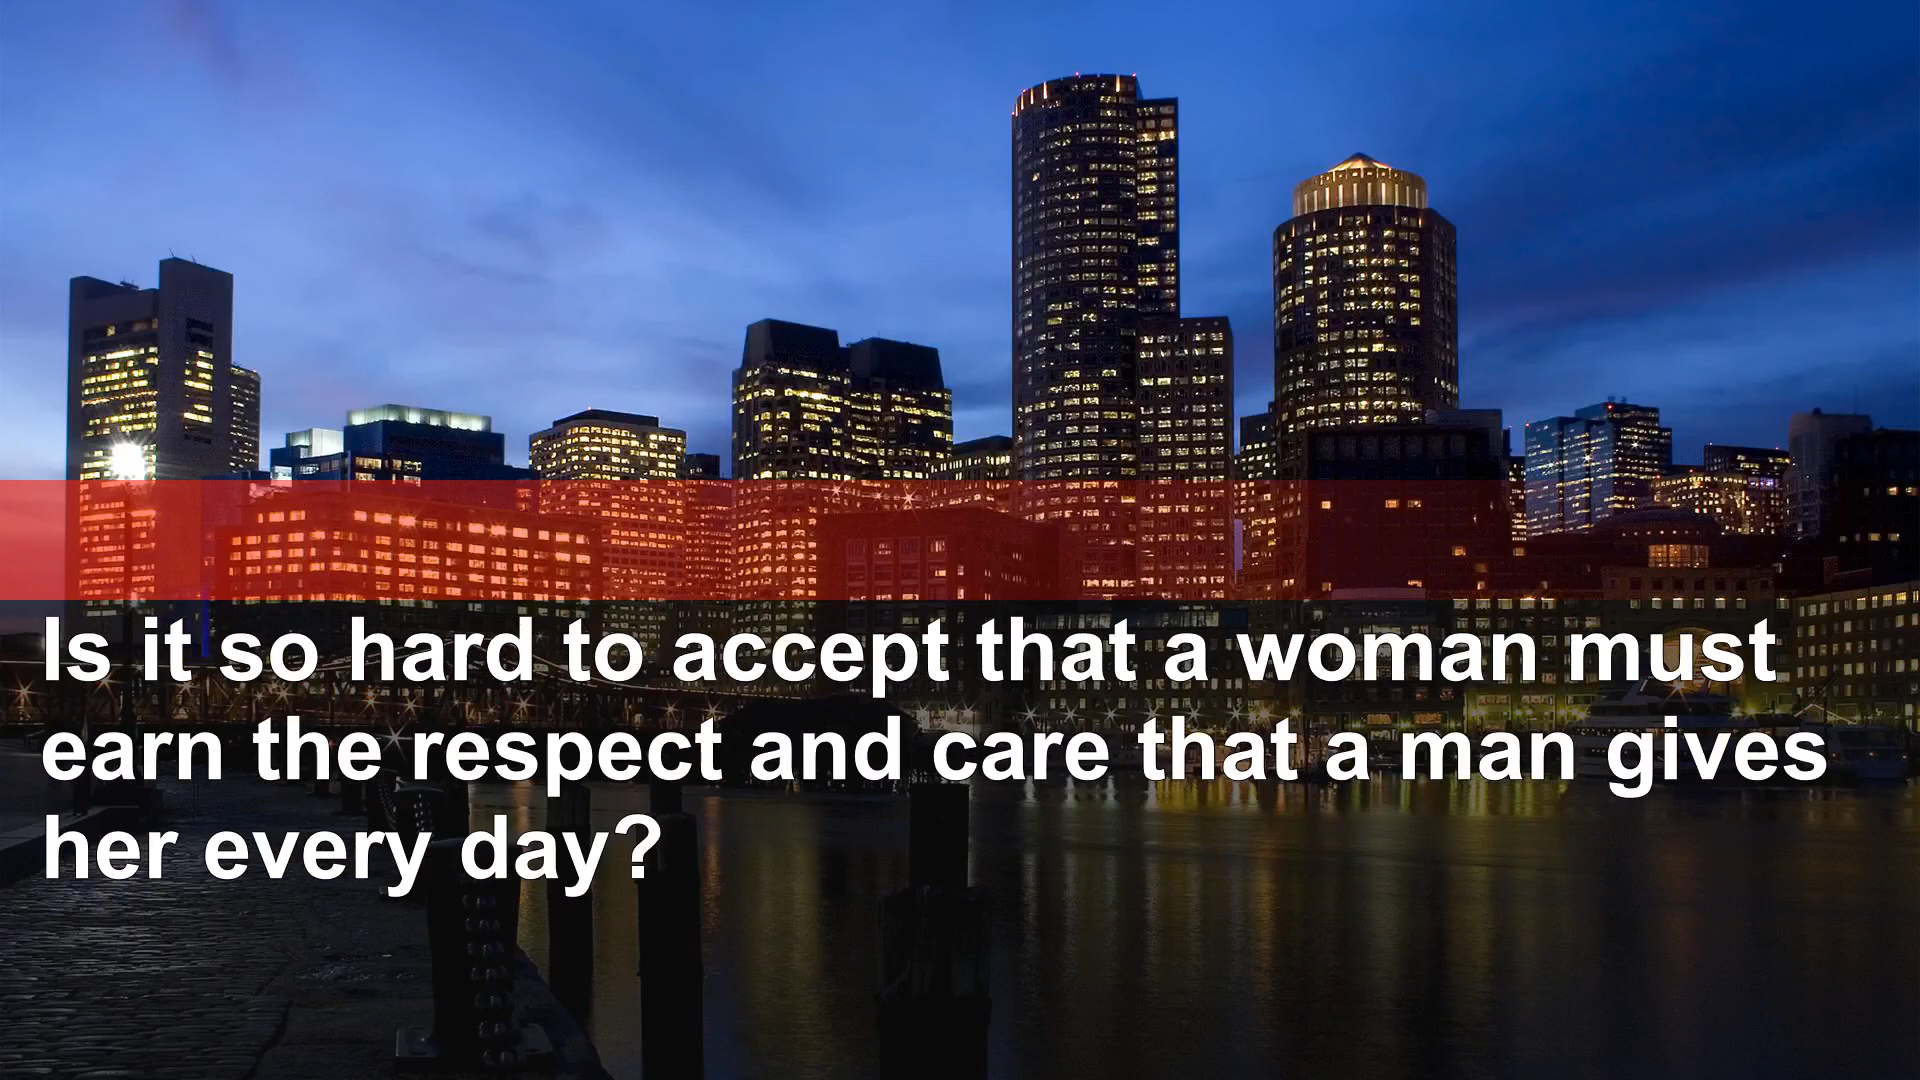 Is it so hard to accept that a woman must
earn the respect and care that a man gives
her every day?